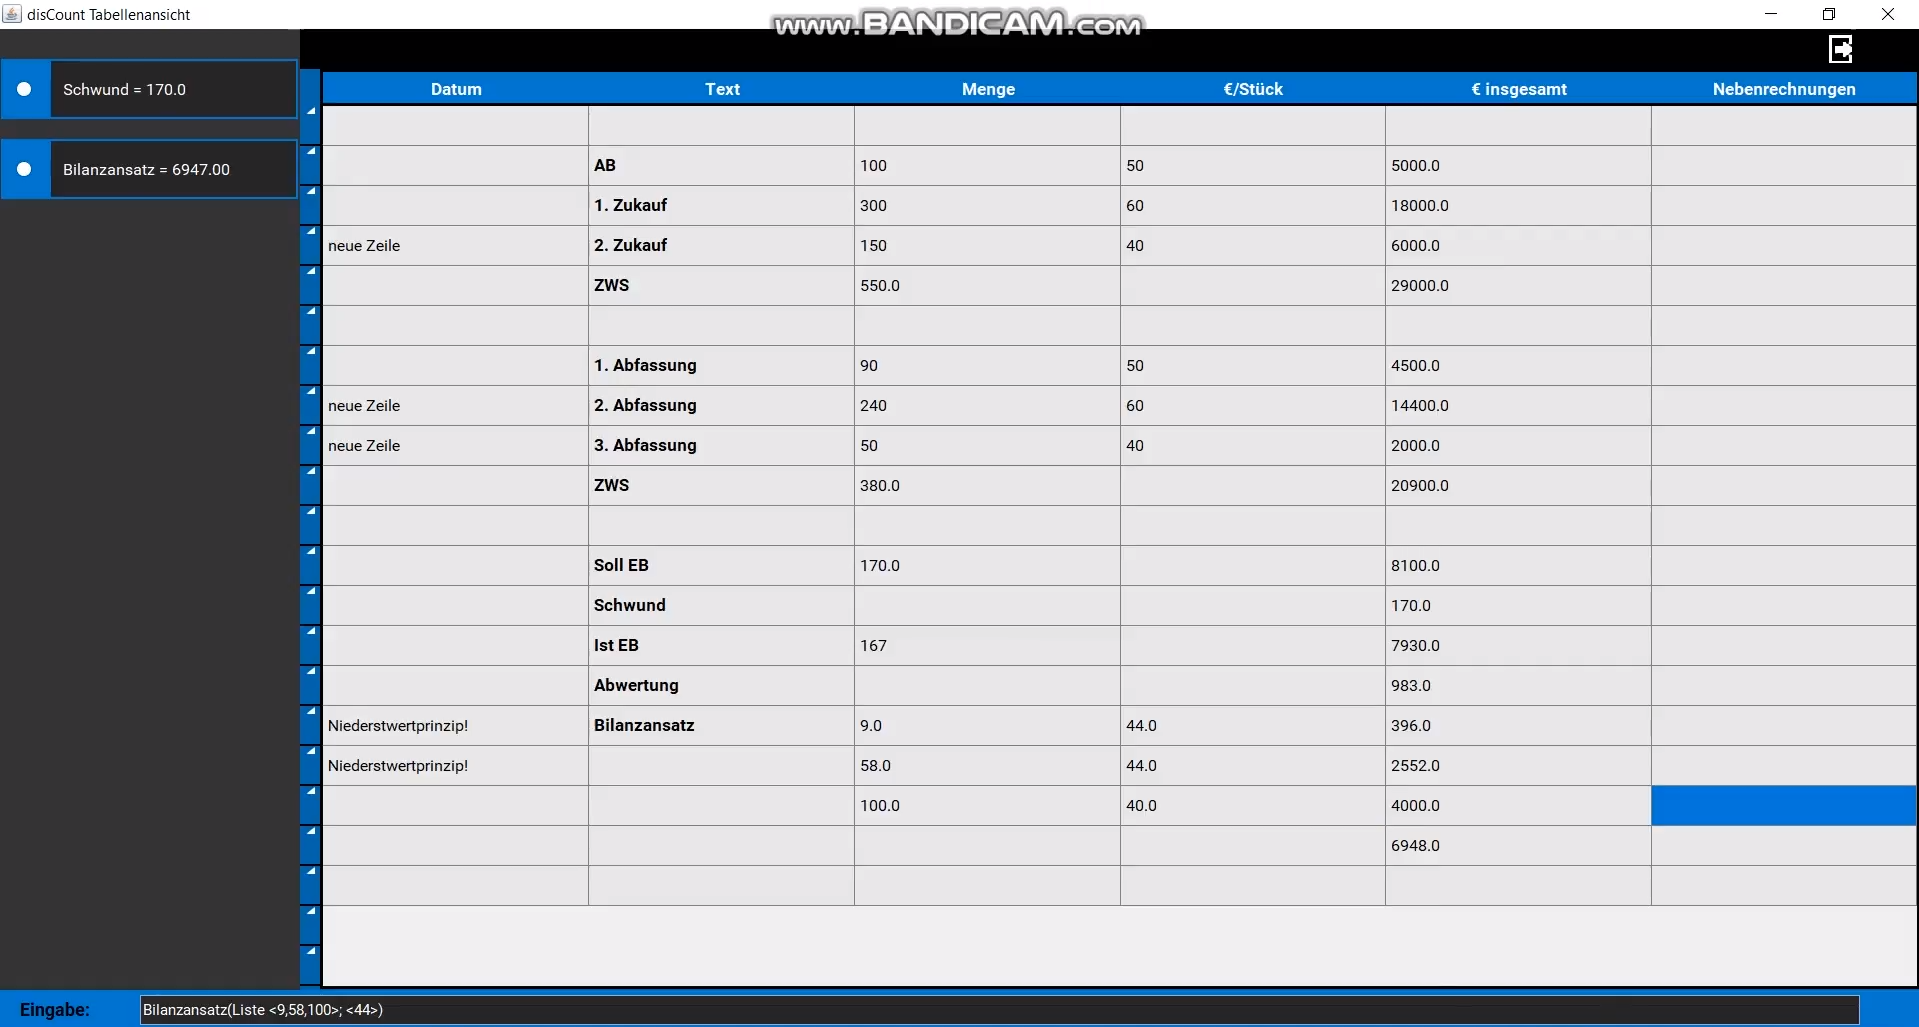 disCount Tabellenansicht
www.BANDICAM.com
Schwund = 170.0
Bilanzansatz = 6947.00
Datum Text Menge €/Stück € insgesamt Nebenrechnungen
AB 100 50 5000.0
1. Zukauf 300 60 18000.0
neue Zeile 2. Zukauf 150 40 6000.0
ZWS 550.0 29000.0
1. Abfassung 90 50 4500.0
neue Zeile 2. Abfassung 240 60 14400.0
neue Zeile 3. Abfassung 50 40 2000.0
ZWS 380.0 20900.0
Soll EB 170.0 8100.0
Schwund 170.0
Ist EB 167 7930.0
Abwertung 983.0
Niederstwertprinzip! Bilanzansatz 9.0 44.0 396.0
Niederstwertprinzip! 58.0 44.0 2552.0
100.0 40.0 4000.0
6948.0
Eingabe: Bilanzansatz(Liste <9,58,100>; <44>)